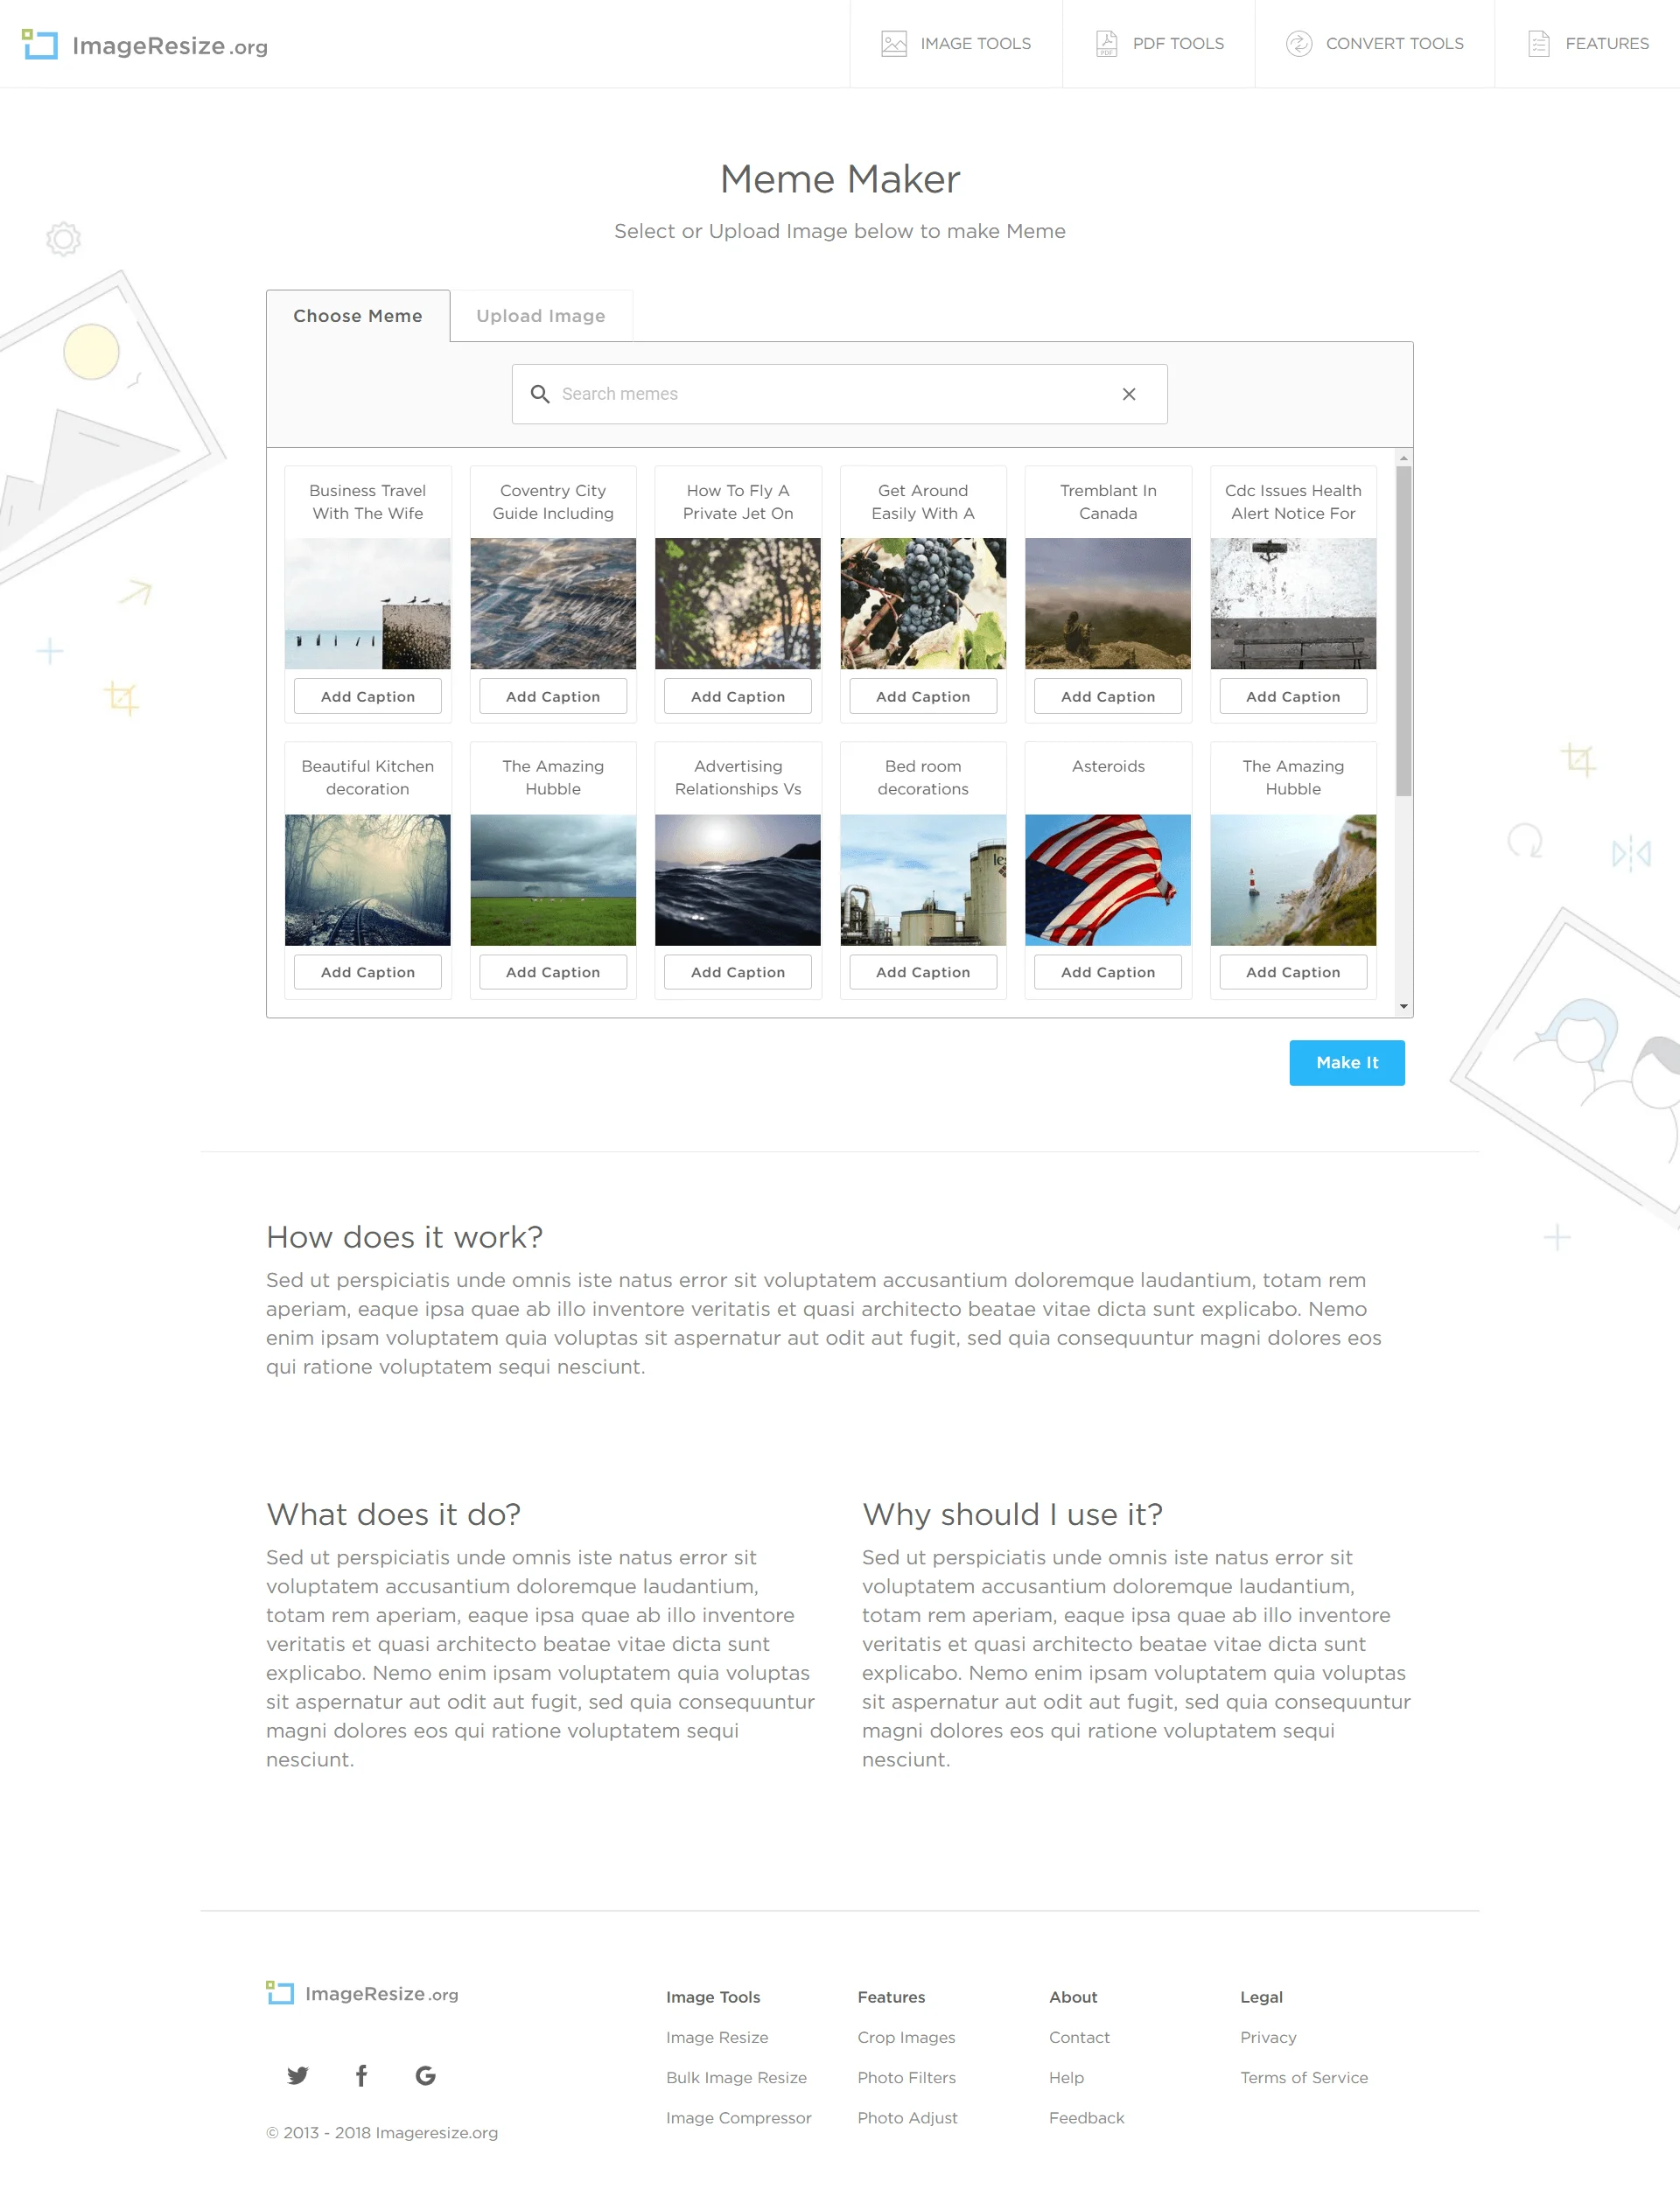 ImageResize.org
IMAGE TOOLS
PDF
PDF TOOLS
CONVERT TOOLS
FEATURES
Meme Maker
Select or Upload Image below to make Meme
Choose Meme
Upload Image
Search memes
Business Travel
With The Wife
Coventry City
Guide Including
How To Fly A
Private Jet On
Get Around
Easily With A
Tremblant In
Canada
Cdc Issues Health
Alert Notice For
Add Caption
Add Caption
Add Caption
Add Caption
Add Caption
Add Caption
Beautiful Kitchen
decoration
The Amazing
Hubble
Advertising
Relationships Vs
Bed room
decorations
Asteroids
The Amazing
Hubble
Add Caption
Add Caption
Add Caption
Add Caption
Add Caption
Add Caption
Make It
How does it work?
Sed ut perspiciatis unde omnis iste natus error sit voluptatem accusantium doloremque laudantium, totam rem
aperiam, eaque ipsa quae ab illo inventore veritatis et quasi architecto beatae vitae dicta sunt explicabo. Nemo
enim ipsam voluptatem quia voluptas sit aspernatur aut odit aut fugit, sed quia consequuntur magni dolores eos
qui ratione voluptatem sequi nesciunt.
What does it do?
Sed ut perspiciatis unde omnis iste natus error sit
voluptatem accusantium doloremque laudantium,
totam rem aperiam, eaque ipsa quae ab illo inventore
veritatis et quasi architecto beatae vitae dicta sunt
explicabo. Nemo enim ipsam voluptatem quia voluptas
sit aspernatur aut odit aut fugit, sed quia consequuntur
magni dolores eos qui ratione voluptatem sequi
nesciunt.
Why should I use it?
Sed ut perspiciatis unde omnis iste natus error sit
voluptatem accusantium doloremque laudantium,
totam rem aperiam, eaque ipsa quae ab illo inventore
veritatis et quasi architecto beatae vitae dicta sunt
explicabo. Nemo enim ipsam voluptatem quia voluptas
sit aspernatur aut odit aut fugit, sed quia consequuntur
magni dolores eos qui ratione voluptatem sequi
nesciunt.
ImageResize.org
© 2013 - 2018 Imageresize.org
Image Tools
Image Resize
Bulk Image Resize
Image Compressor
Features
Crop Images
Photo Filters
Photo Adjust
About
Contact
Help
Feedback
Legal
Privacy
Terms of Service